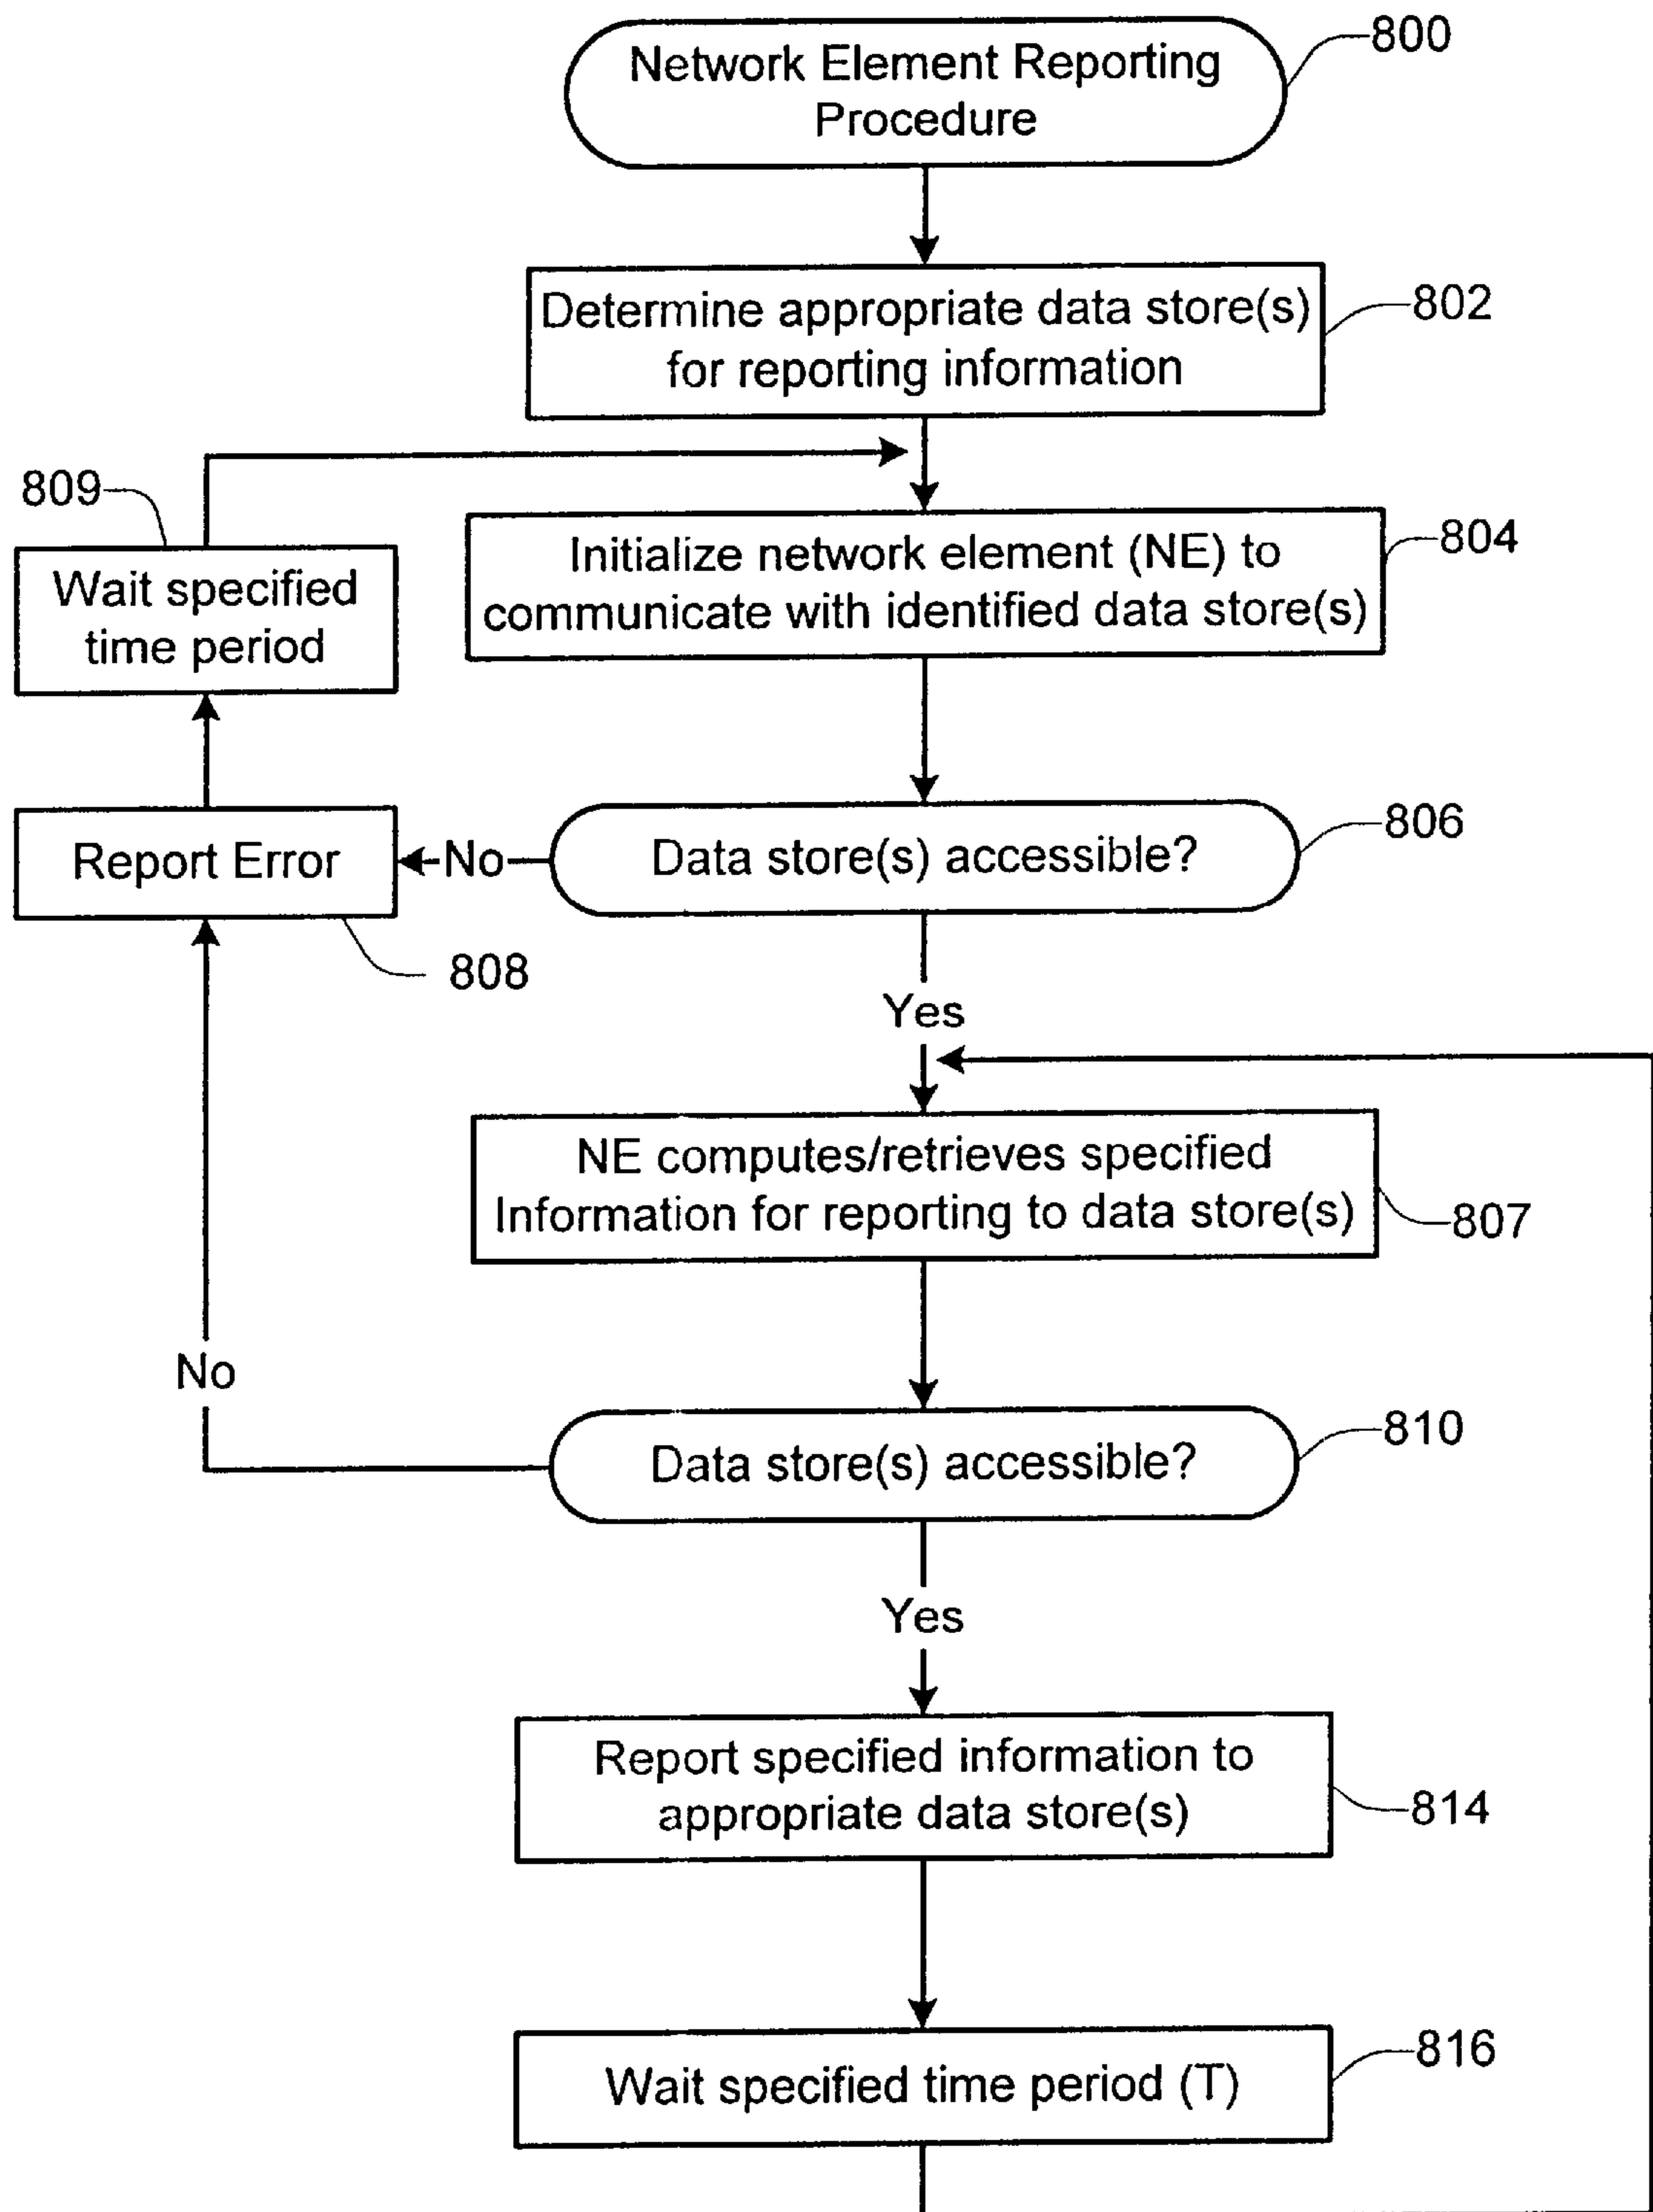 Network Element Reporting
Procedure
800
Determine appropriate data store(s)
for reporting information
802
809
Wait specified
time period
Initialize network element (NE) to
communicate with identified data store(s)
804
Report Error
No
Data store(s) accessible?
806
808
Yes
NE computes/retrieves specified
Information for reporting to data store(s)
807
No
Data store(s) accessible?
810
Yes
Report specified information to
appropriate data store(s)
814
Wait specified time period (T)
816